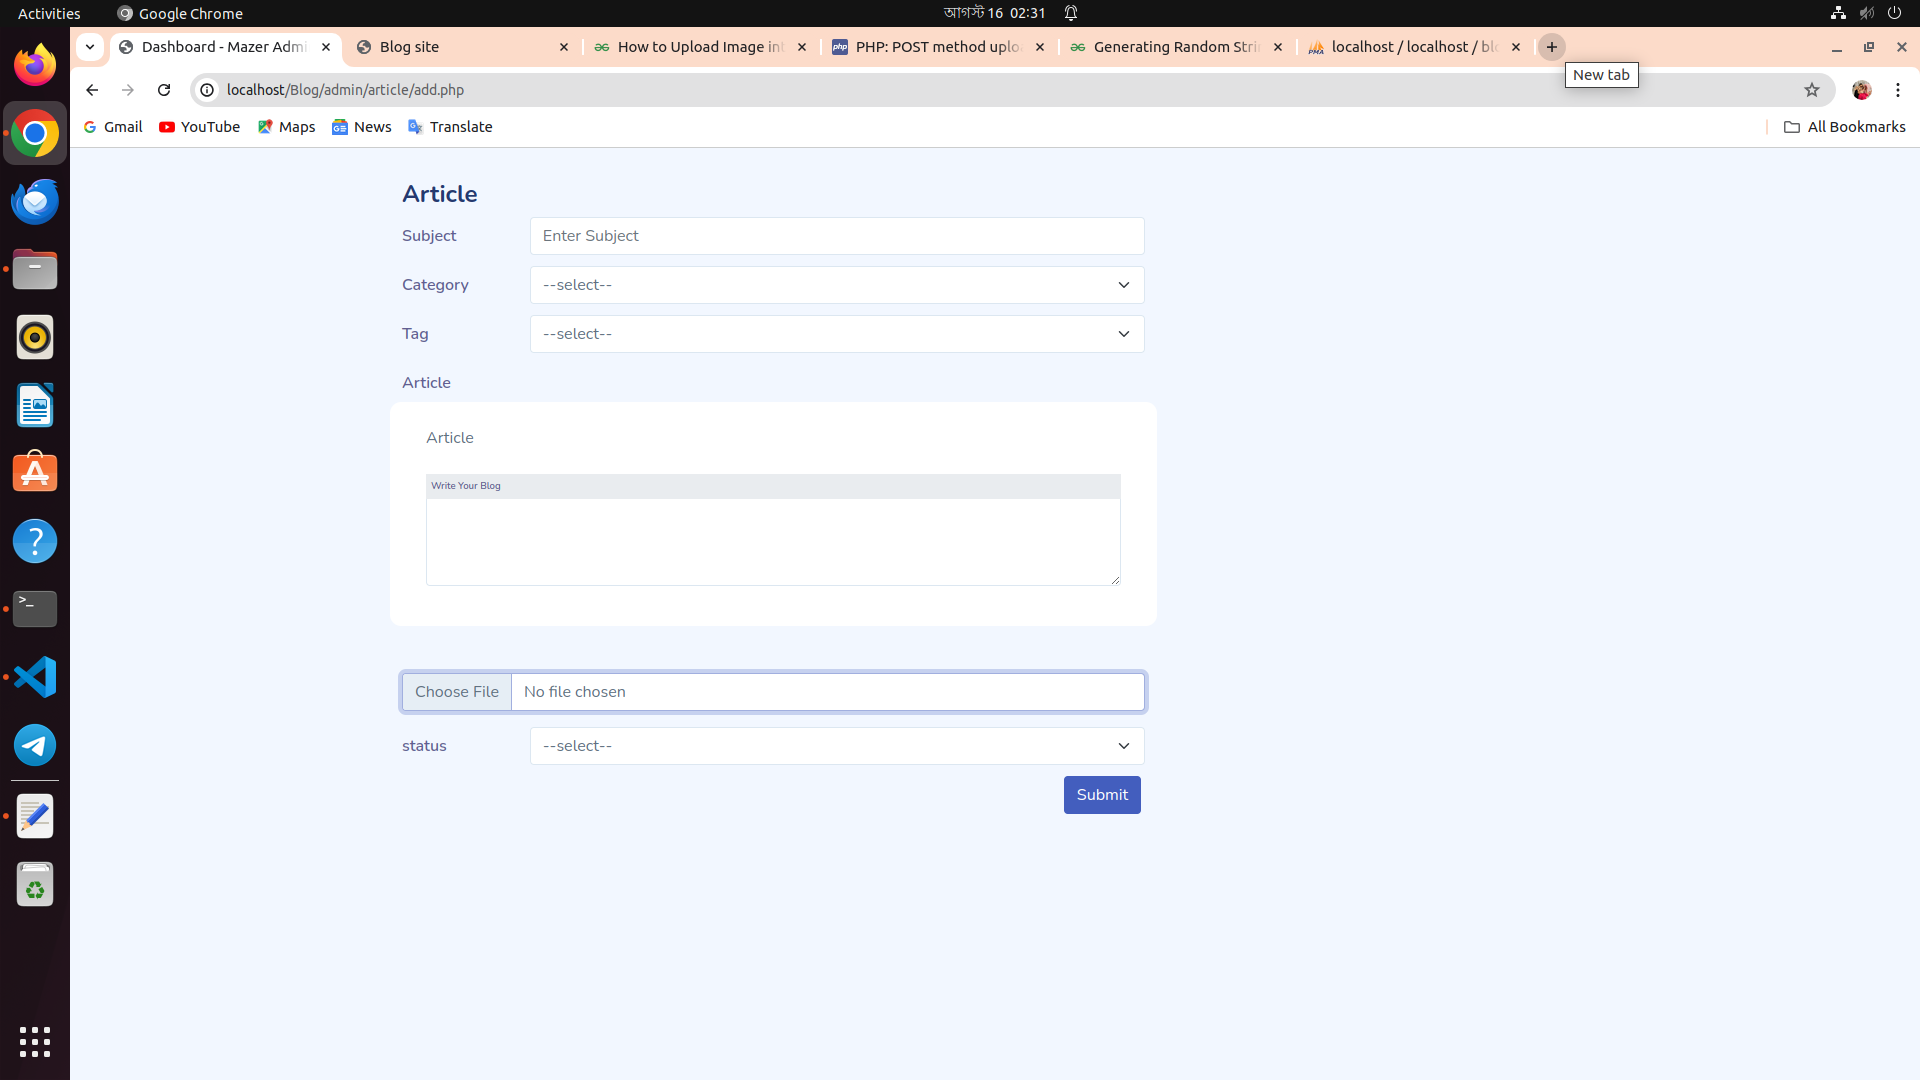 Activities
Google Chrome
আগস্ট 16 02:31
Dashboard - Mazer Admi
Blog site
How to Upload Image int
PHP: POST method uplo
Generating Random Stri
localhost / localhost / blo
New tab
localhost/Blog/admin/article/add.php
Gmail
YouTube
Maps
News
Translate
All Bookmarks
Article
Subject
Enter Subject
Category
--select--
Tag
--select--
Article
Article
Write Your Blog
Choose File
No file chosen
status
--select--
Submit